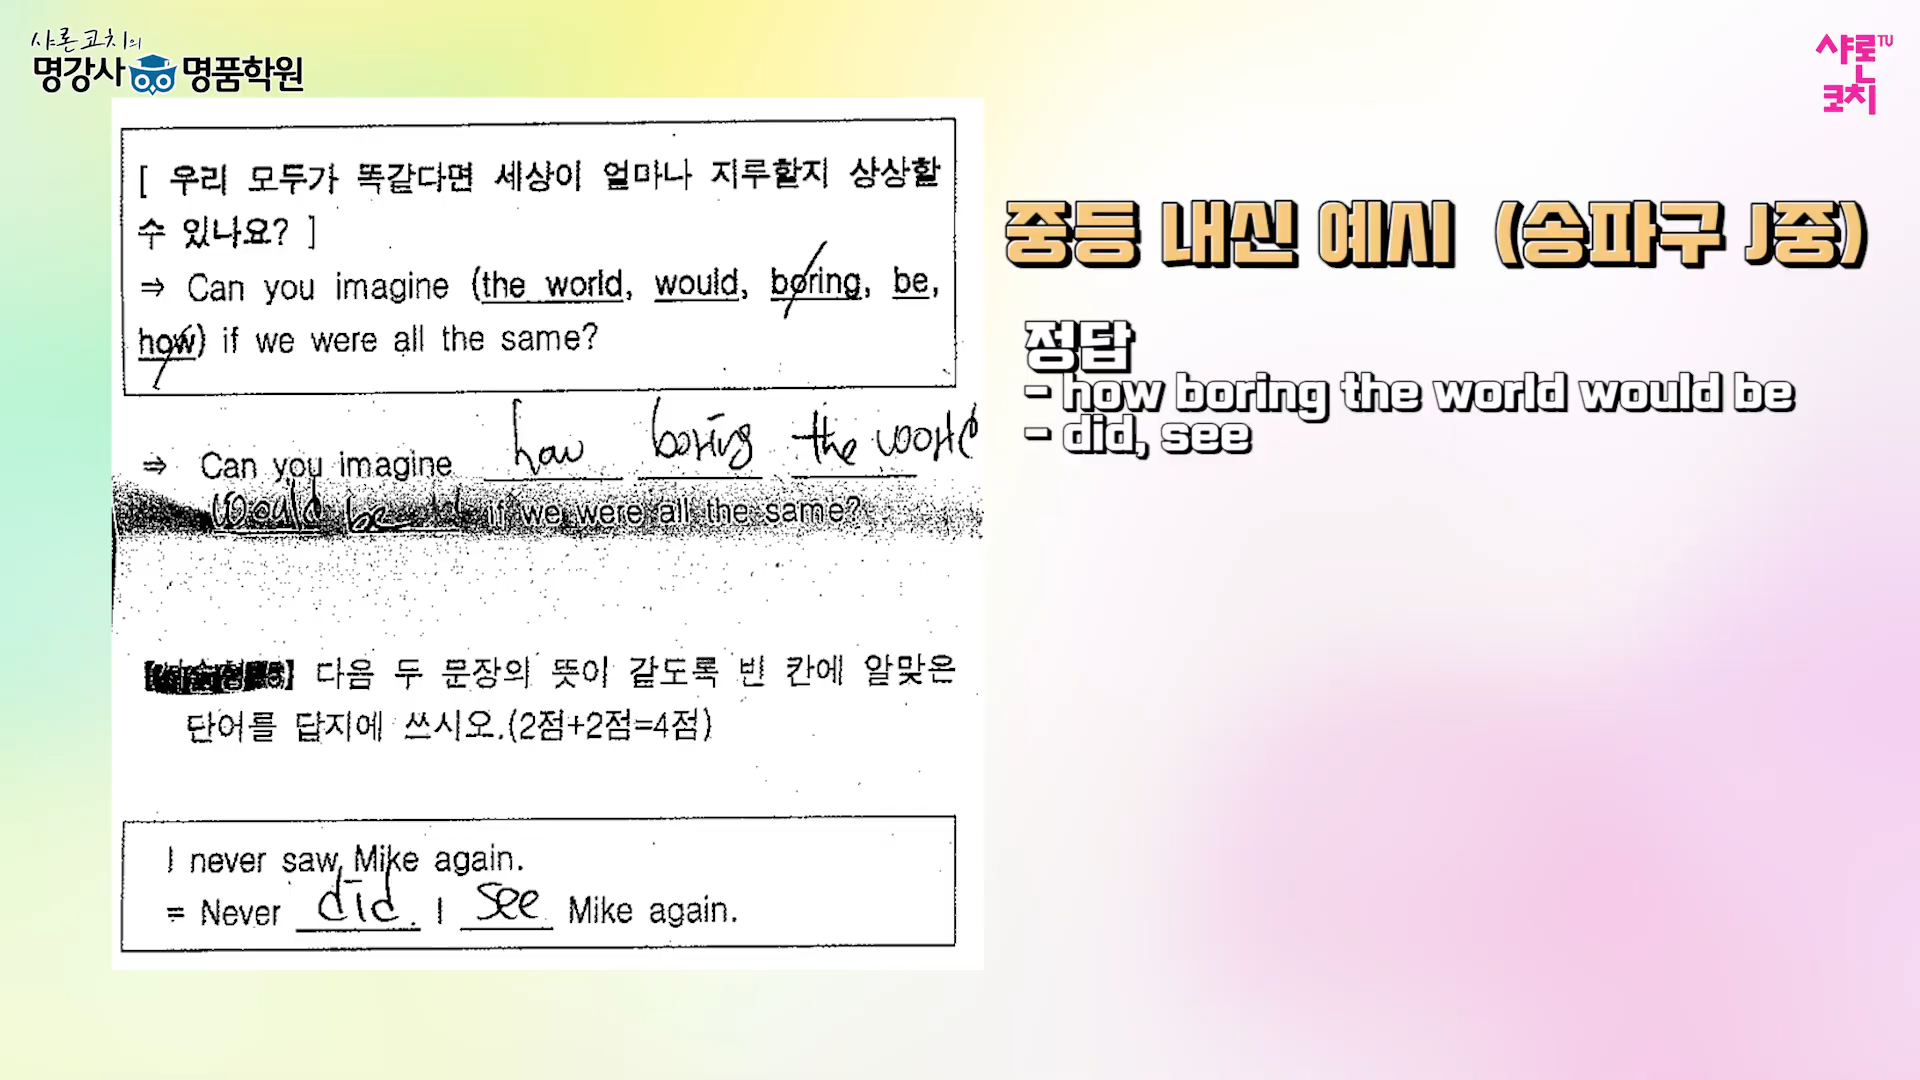 샤론코치의
명강사 명품학원
샤론코치TV
[ 우리 모두가 똑같다면 세상이 얼마나 지루할지 상상할
수 있나요? ]
⇒ Can you imagine (the world, would, boring, be,
how) if we were all the same?
⇒ Can you imagine how boring the world
would be if we were all the same?
다음 두 문장의 뜻이 같도록 빈 칸에 알맞은
단어를 답지에 쓰시오.(2점+2점=4점)
I never saw Mike again.
= Never did I see Mike again.
중등 내신 예시 (송파구 J중)
정답
- how boring the world would be
- did, see